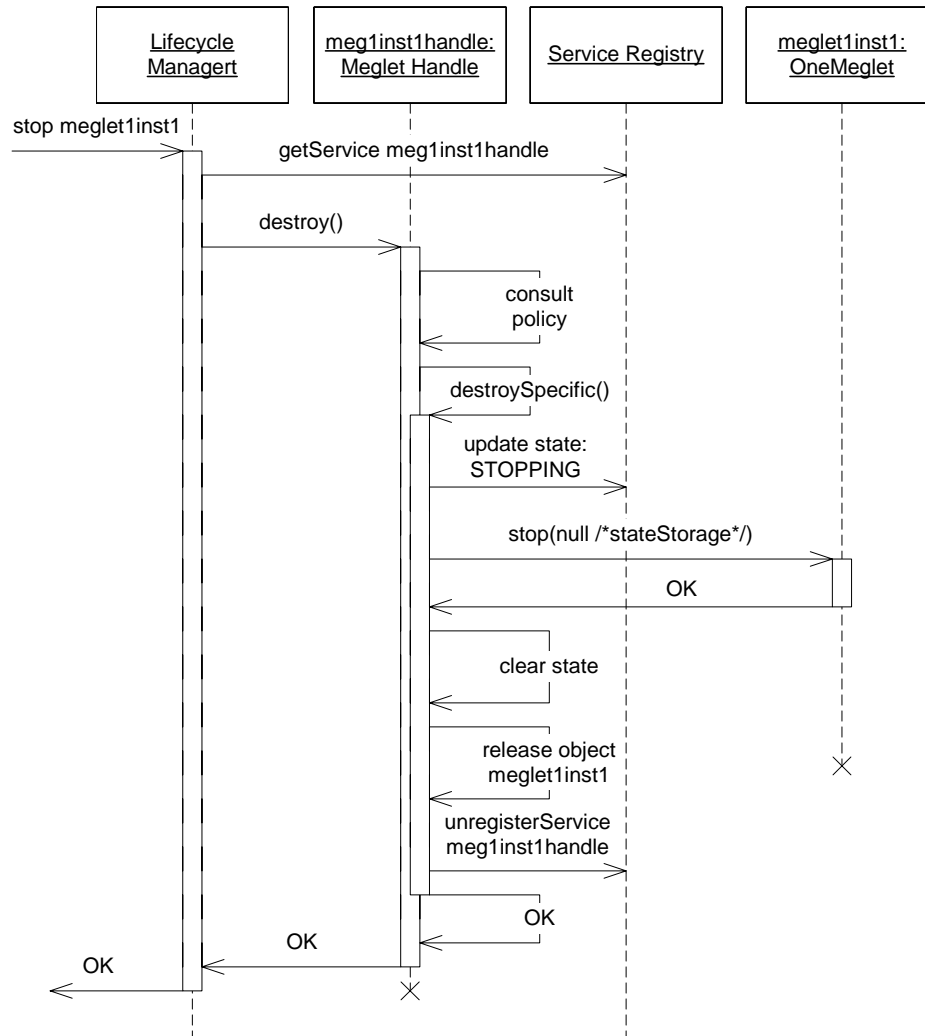 Lifecycle
Managert
meg1inst1handle:
Meglet Handle
Service Registry
meglet1inst1:
OneMeglet
stop meglet1inst1
getService meg1inst1handle
destroy()
consult
policy
destroySpecific()
update state:
STOPPING
stop(null /*stateStorage*/)
OK
clear state
release object
meglet1inst1
unregisterService
meg1inst1handle
OK
OK
OK